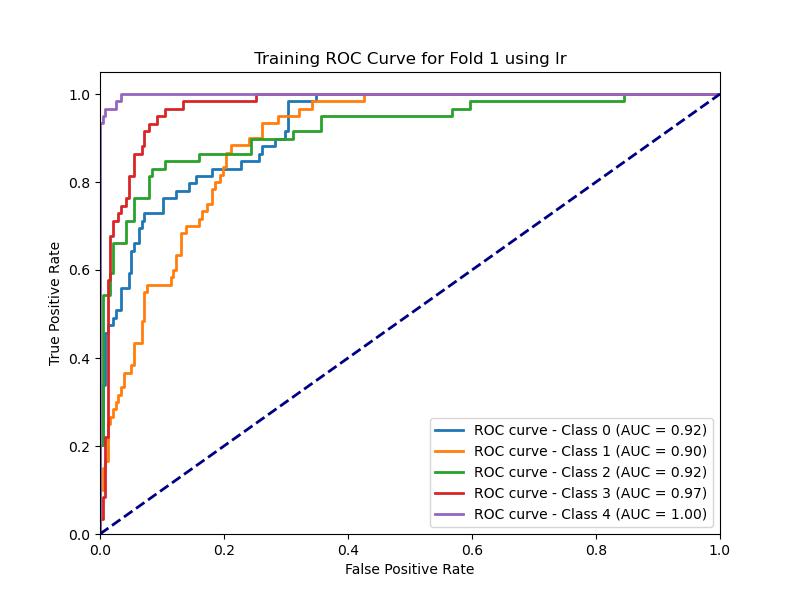 Training ROC Curve for Fold 1 using lr
True Positive Rate
1.0
0.8
0.6
0.4
0.2
0.0
ROC curve - Class 0 (AUC = 0.92)
ROC curve - Class 1 (AUC = 0.90)
ROC curve - Class 2 (AUC = 0.92)
ROC curve - Class 3 (AUC = 0.97)
ROC curve - Class 4 (AUC = 1.00)
0.0 0.2 0.4 0.6 0.8 1.0
False Positive Rate